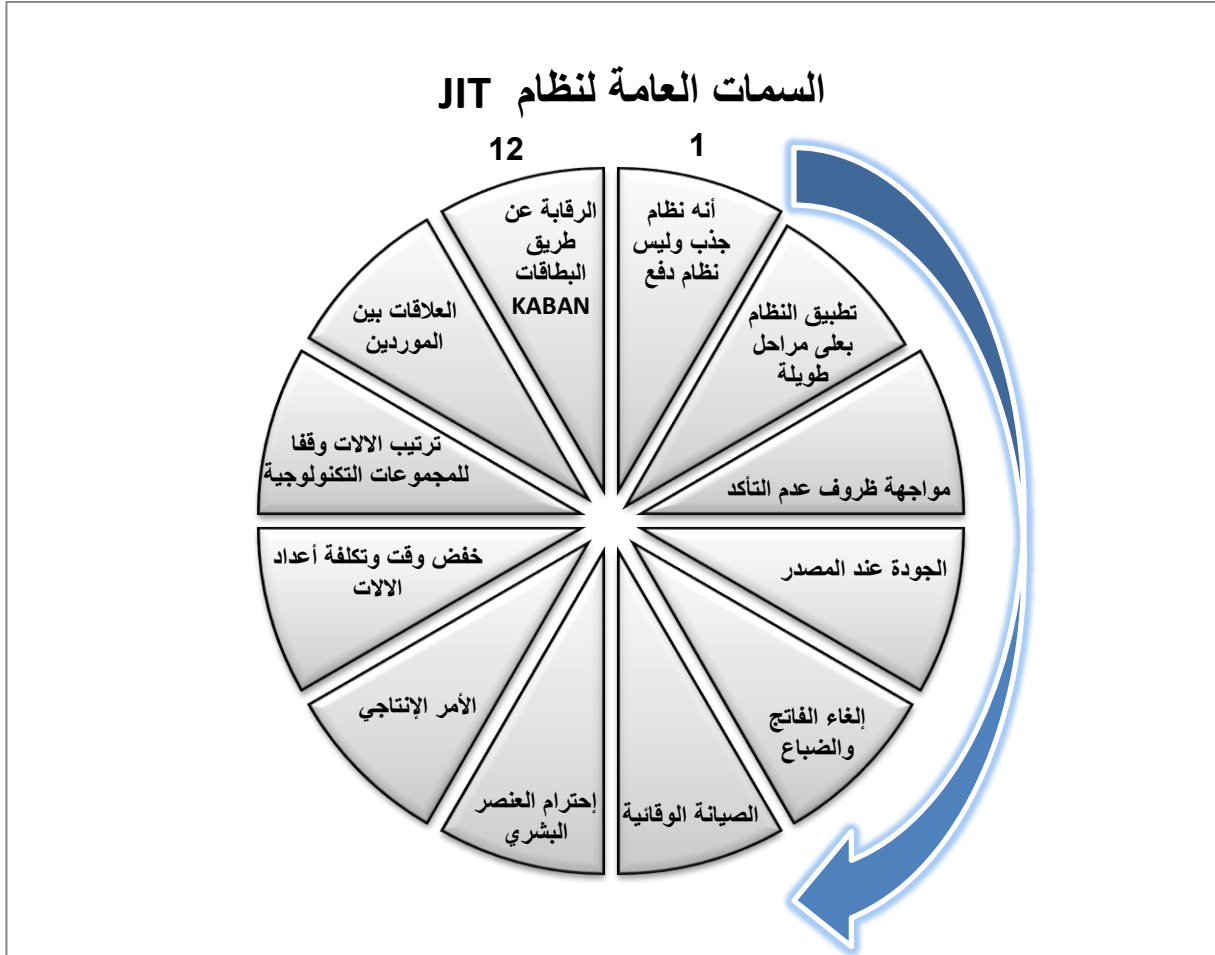 السمات العامة لنظام JIT
12
1
أنه نظام
جذب وليس
نظام دفع
تطبيق النظام
بعلى مراحل
طويلة
مواجهة ظروف عدم التأكد
الجودة عند المصدر
إلغاء الفاتج
والضباع
الصيانة الوقائية
إحترام العنصر
البشري
الأمر الإنتاجي
خفض وقت وتكلفة أعداد
الالات
ترتيب الالات وقفا
للمجموعات التكنولوجية
العلاقات بين
الموردين
الرقابة عن
طريق
البطاقات
KABAN